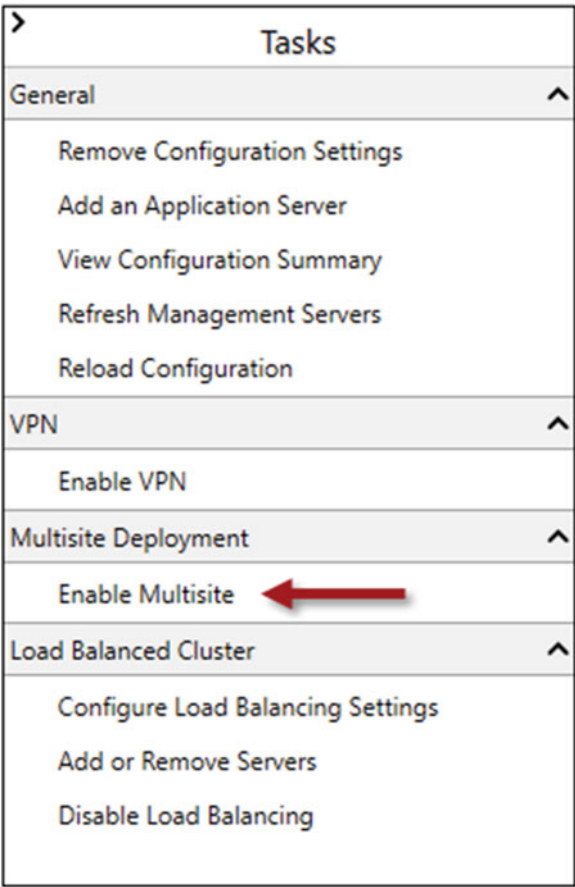 Tasks
General
Remove Configuration Settings
Add an Application Server
View Configuration Summary
Refresh Management Servers
Reload Configuration
VPN
Enable VPN
Multisite Deployment
Enable Multisite
Load Balanced Cluster
Configure Load Balancing Settings
Add or Remove Servers
Disable Load Balancing